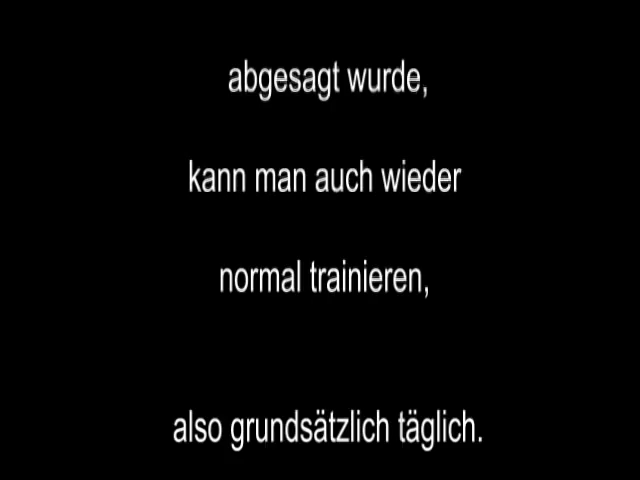 abgesagt wurde,
kann man auch wieder
normal trainieren,
also grundsätzlich täglich.